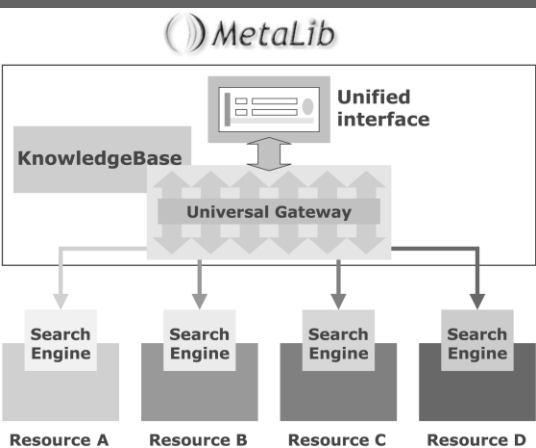 MetaLib
Unified
interface
KnowledgeBase
Universal Gateway
Search
Engine
Search
Engine
Search
Engine
Search
Engine
Resource A
Resource B
Resource C
Resource D